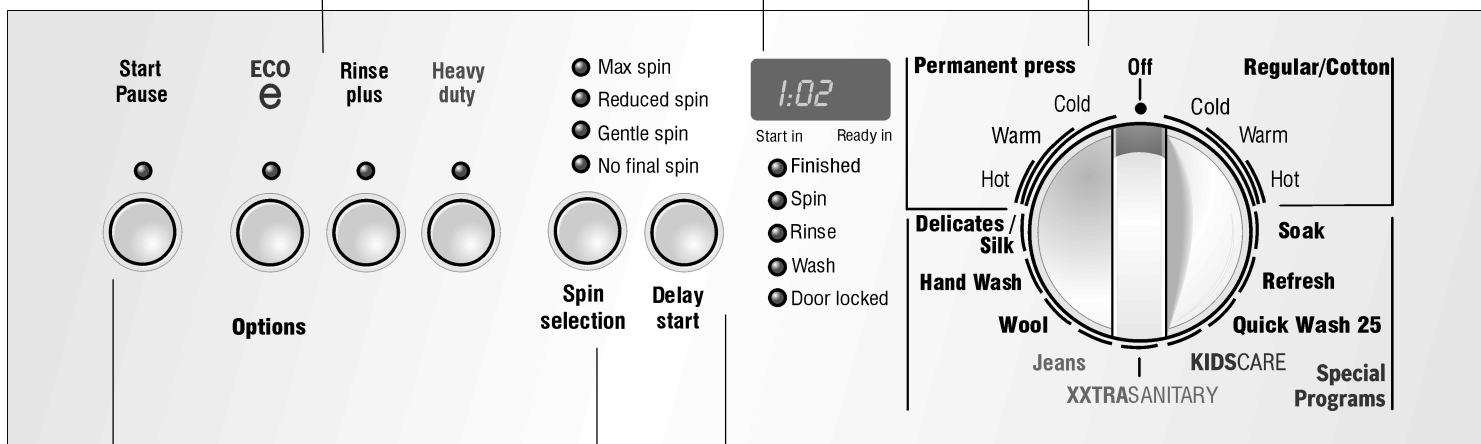 Start
Pause
ECO
e
Rinse
plus
Heavy
duty
Max spin
Reduced spin
Gentle spin
No final spin
1:02
Start in Ready in
Finished
Spin
Rinse
Wash
Door locked
Options
Spin
selection
Delay
start
Permanent press
Off
Regular/Cotton
Cold
Warm
Hot
Cold
Warm
Hot
Delicates /
Silk
Hand Wash
Wool
Jeans
XXTRASANITARY
KIDSCARE
Quick Wash 25
Refresh
Soak
Special
Programs